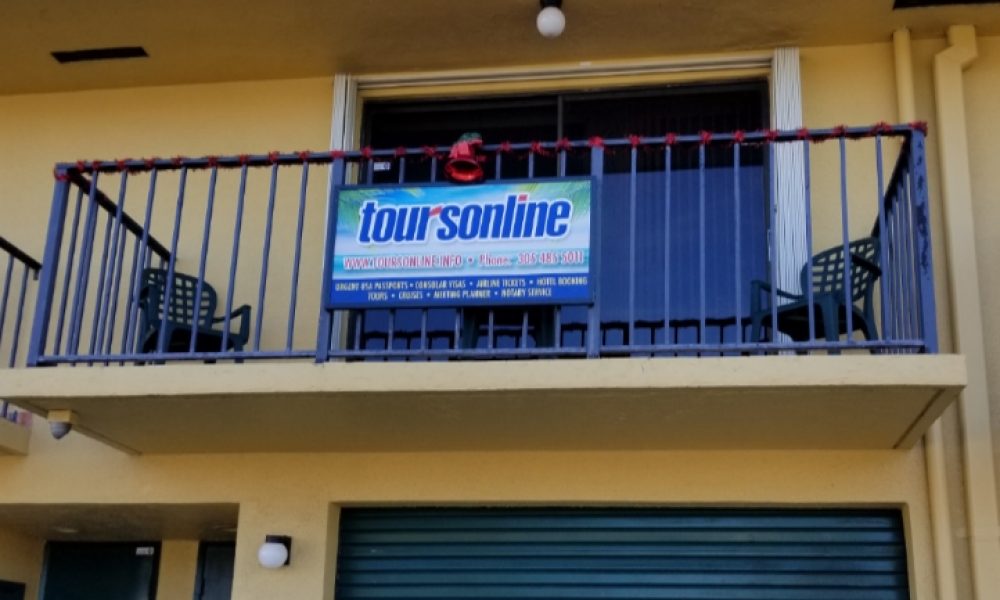 toursonline
WWW.TOURSONLINE.INFO • Phone: 305 485 5011
URGENT USA PASSPORTS • CONSULAR VISAS • AIRLINE TICKETS • HOTEL BOOKING
TOURS • CRUISES • MEETING PLANNER • NOTARY SERVICE